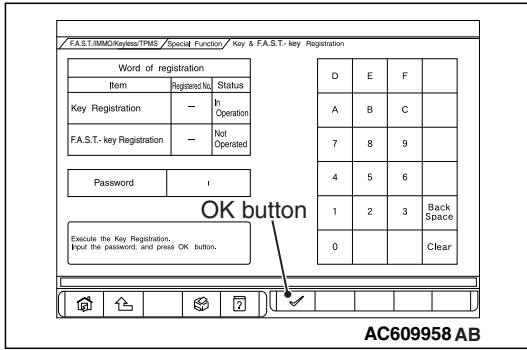 F.A.S.T./IMMO/Keyless/TPMS Special Function Key & F.A.S.T.- key Registration
Word of registration
Item Registered No. Status
Key Registration – In Operation
F.A.S.T.- key Registration – Not Operated
Password
Execute the Key Registration.
Input the password, and press OK button.
D E F
A B C
7 8 9
4 5 6
1 2 3 Back Space
0 Clear
OK button
?
AC609958 AB